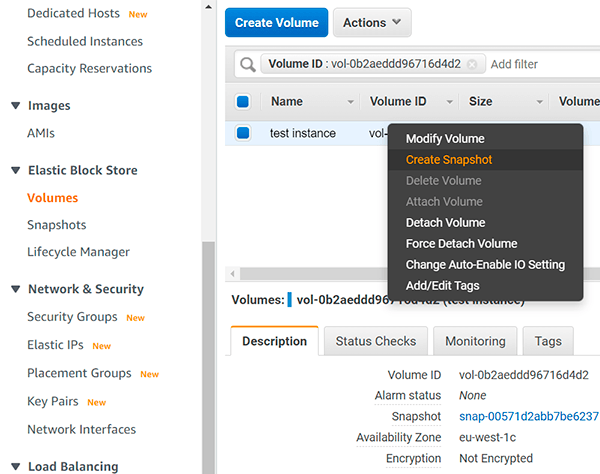 Dedicated Hosts New
Scheduled Instances
Capacity Reservations
Images
AMIs
Elastic Block Store
Volumes
Snapshots
Lifecycle Manager
Network & Security
Security Groups New
Elastic IPs New
Placement Groups New
Key Pairs New
Network Interfaces
Load Balancing
Create Volume Actions
Volume ID : vol-0b2aeddd96716d4d2 Add filter
Name Volume ID Size Volume
test instance vol-
Modify Volume
Create Snapshot
Delete Volume
Attach Volume
Detach Volume
Force Detach Volume
Change Auto-Enable IO Setting
Add/Edit Tags
Volumes: vol-0b2aeddd96716d4d2 (test instance)
Description Status Checks Monitoring Tags
Volume ID vol-0b2aeddd96716d4d2
Alarm status None
Snapshot snap-00571d2abb7be6237
Availability Zone eu-west-1c
Encryption Not Encrypted